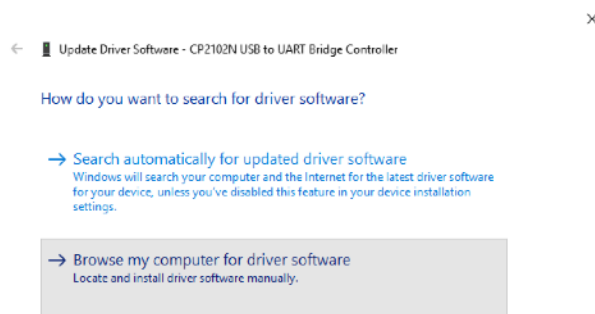 Update Driver Software - CP2102N USB to UART Bridge Controller
How do you want to search for driver software?
Search automatically for updated driver software
Windows will search your computer and the Internet for the latest driver software
for your device, unless you've disabled this feature in your device installation
settings.
Browse my computer for driver software
Locate and install driver software manually.